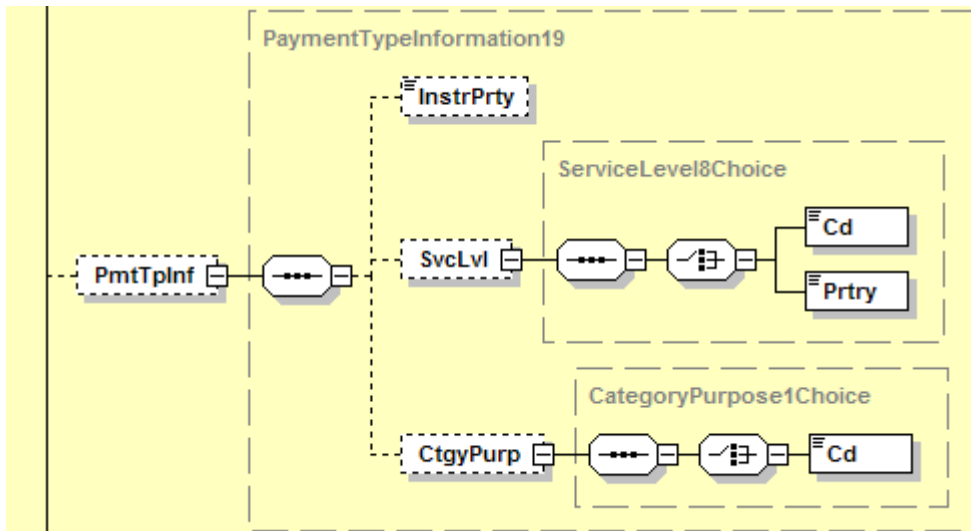 PaymentTypeInformation19
InstrPrty
ServiceLevel8Choice
Cd
PmtTpInf
SvcLvl
Prtry
CategoryPurpose1Choice
CtgyPurp
Cd